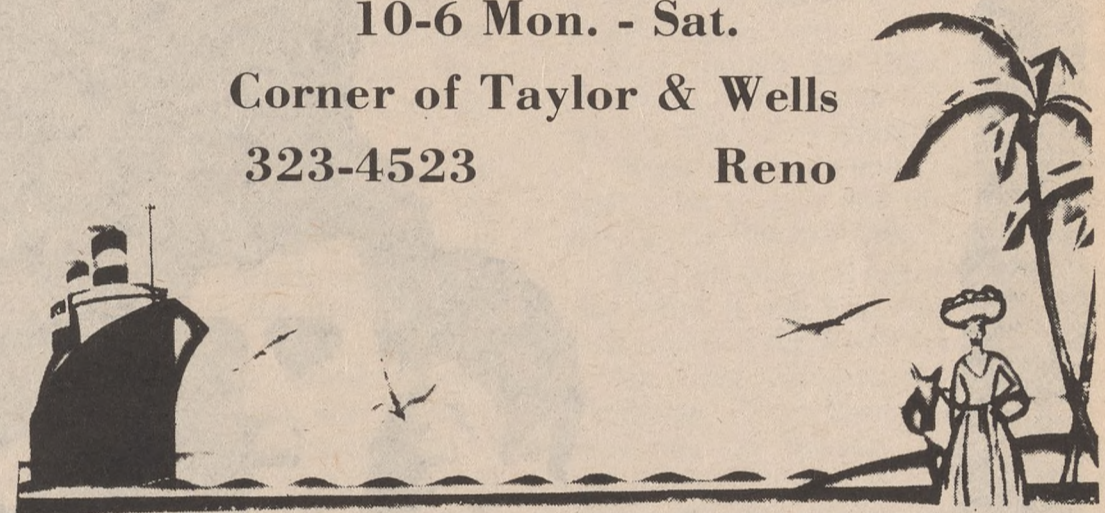 10-6 Mon. - Sat.
Corner of Taylor & Wells
323-4523 Reno